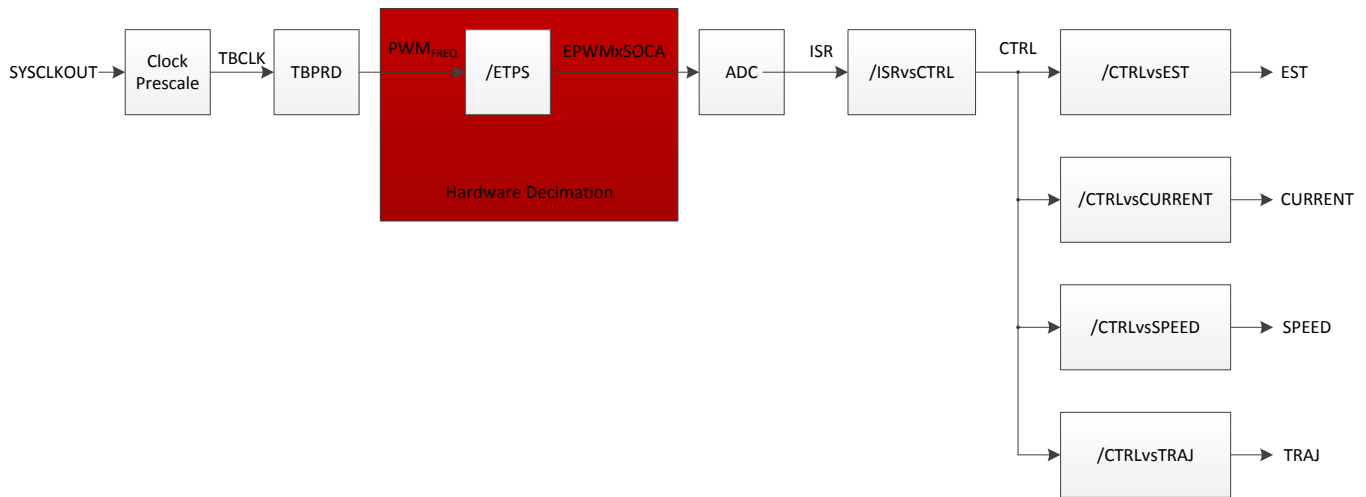 SYSCLKOUT
Clock
Prescale
TBCLK
TBPRD
PWMFREQ
/ETPS
EPWMxSOCA
Hardware Decimation
ADC
ISR
/ISRvsCTRL
CTRL
/CTRLvsEST
EST
/CTRLvsCURRENT
CURRENT
/CTRLvsSPEED
SPEED
/CTRLvsTRAJ
TRAJ